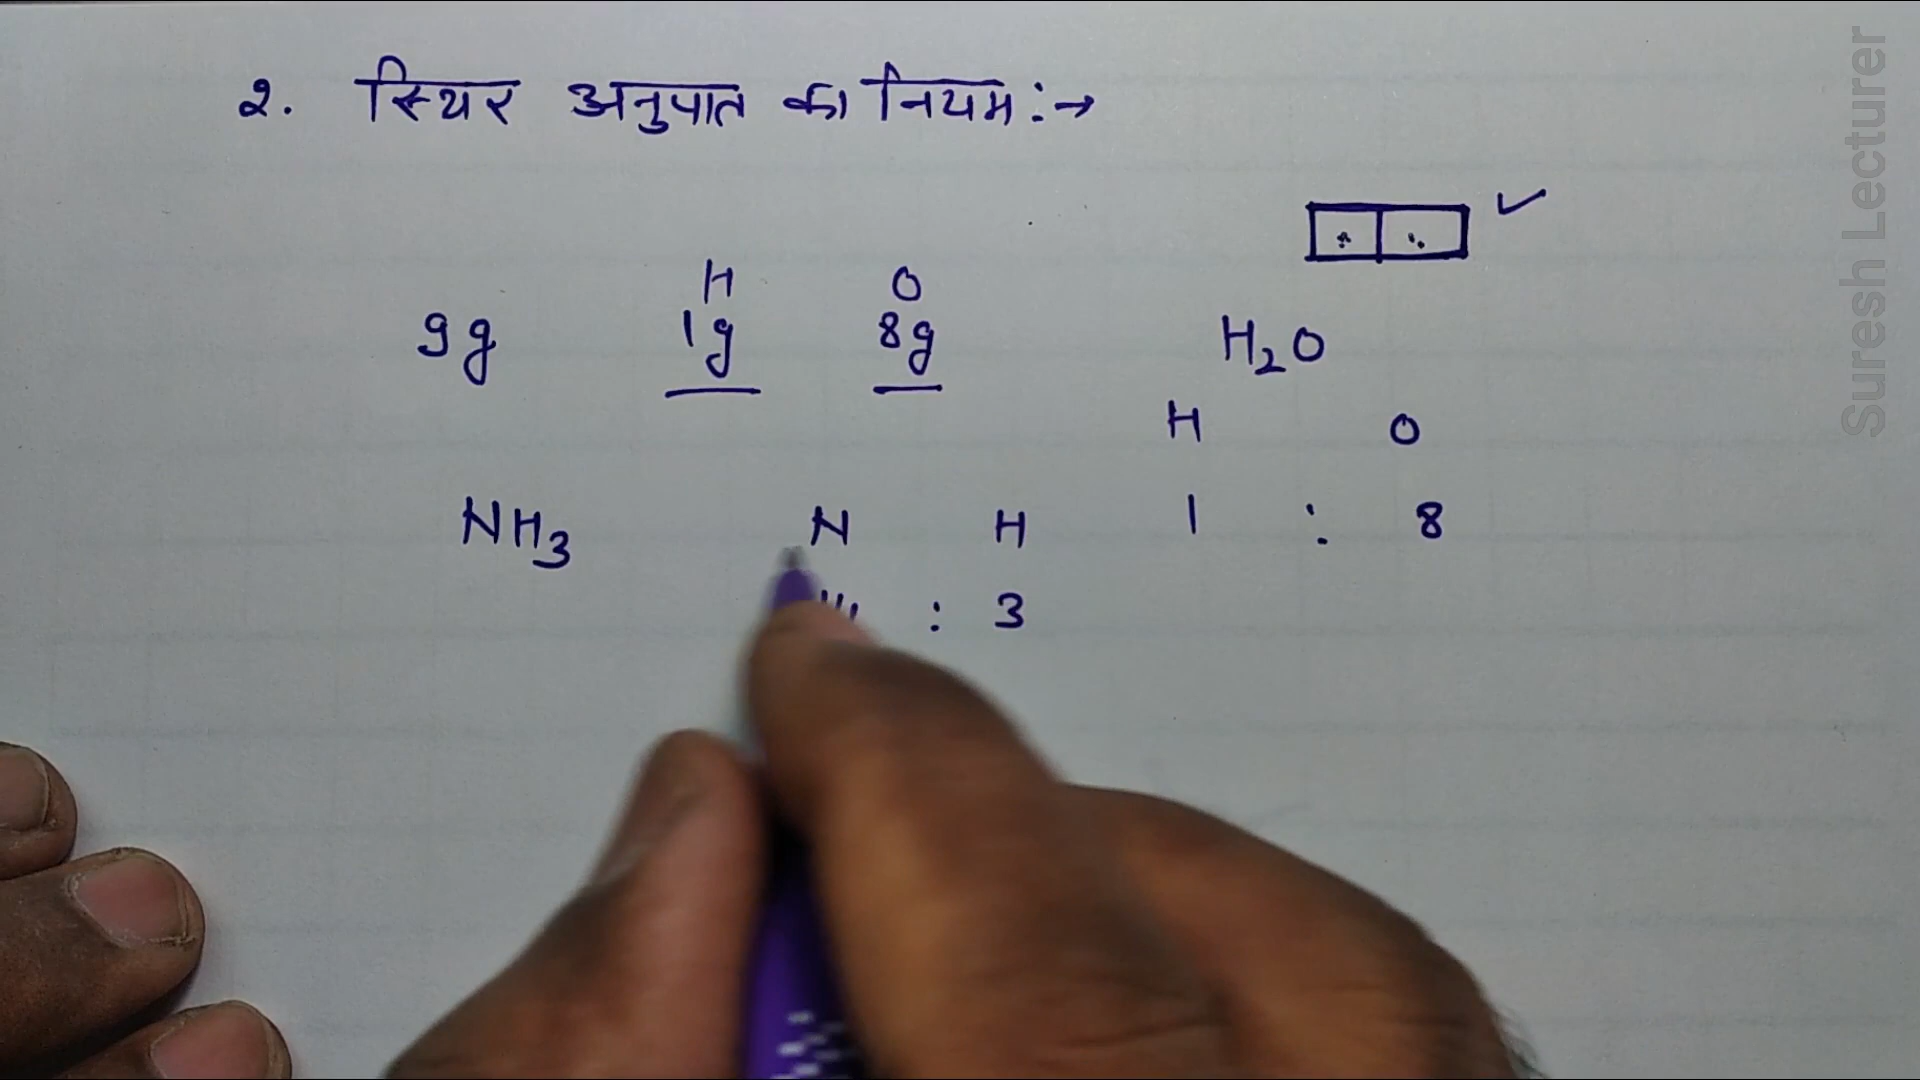 2. स्थिर अनुपात का नियम :→
H O
9g 1g 8g H2O
H O
NH3 N H 1 : 8
: 3
Suresh Lecturer